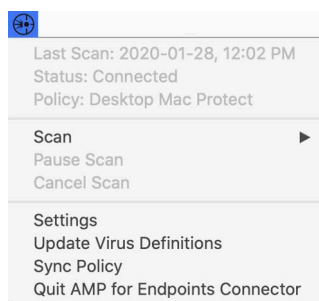 Last Scan: 2020-01-28, 12:02 PM
Status: Connected
Policy: Desktop Mac Protect
Scan
Pause Scan
Cancel Scan
Settings
Update Virus Definitions
Sync Policy
Quit AMP for Endpoints Connector